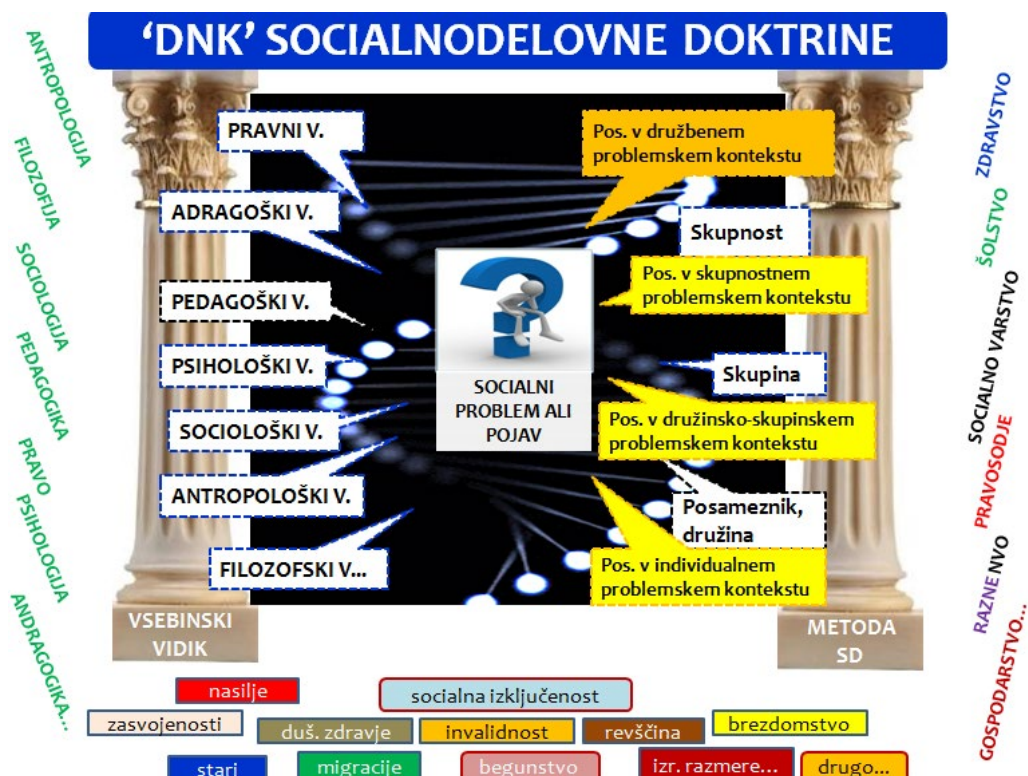 ‘DNK’ SOCIALNODELOVNE DOKTRINE
ANTROPOLOGIJA
FILOZOFIJA
SOCIOLOGIJA
PEDAGOGIKA
PRAVO
PSIHOLOGIJA
ANDRAGOGIKA...
PRAVNI V.
ADRAGOŠKI V.
PEDAGOŠKI V.
PSIHOLOŠKI V.
SOCIOLOŠKI V.
ANTROPOLOŠKI V.
FILOZOFSKI V...
VSEBINSKI
VIDIK
SOCIALNI
PROBLEM ALI
POJAV
Pos. v družbenem
problemskem kontekstu
Skupnost
Pos. v skupnostnem
problemskem kontekstu
Skupina
Pos. v družinsko-skupinskem
problemskem kontekstu
Posameznik,
družina
Pos. v individualnem
problemskem kontekstu
METODA
SD
ZDRAVSTVO
ŠOLSTVO
SOCIALNO VARSTVO
PRAVOSODJE
RAZNE NVO
GOSPODARSTVO...
nasilje
socialna izključenost
zasvojenosti
duš. zdravje
invalidnost
revščina
brezdomstvo
stari
migracije
begunstvo
izr. razmere...
drugo...